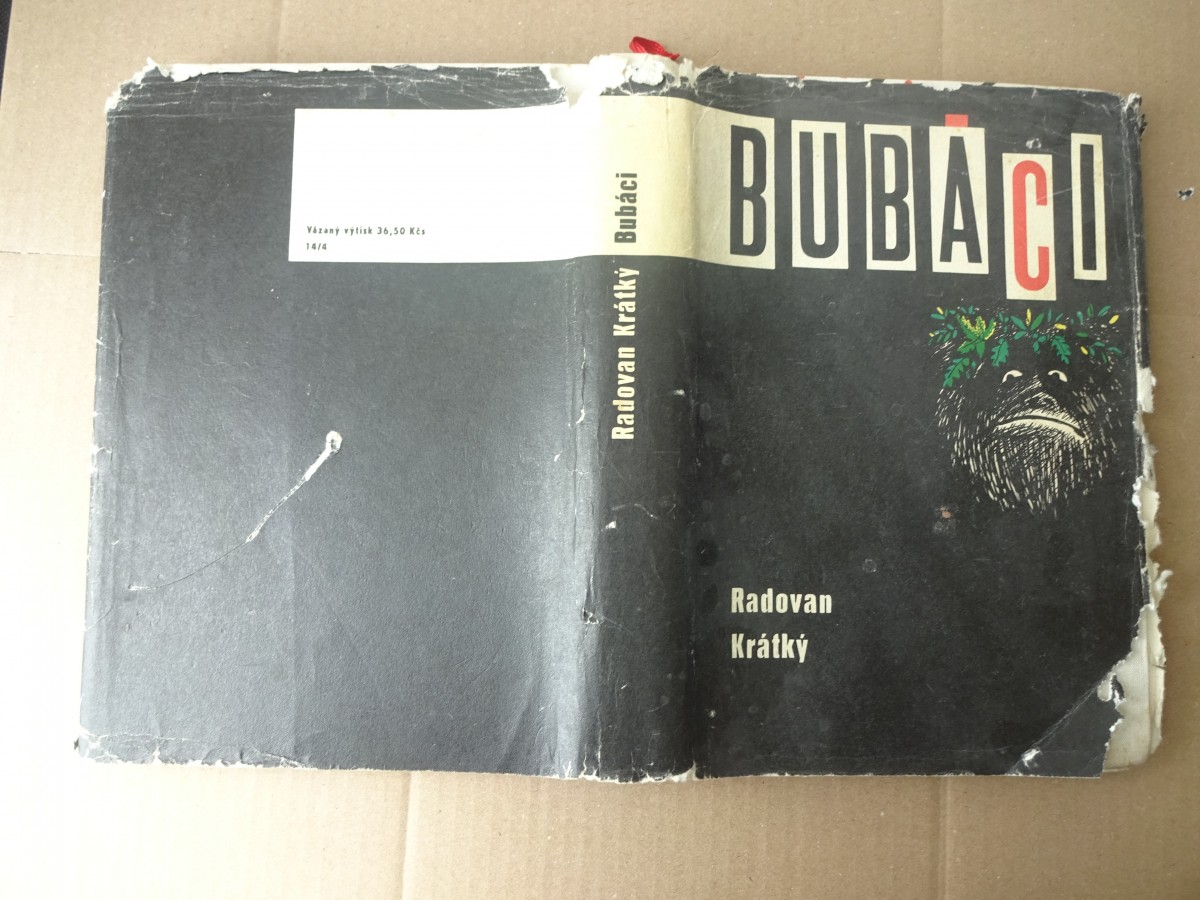 Vázaný výtisk 36,50 Kčs
14/4
Radovan Krátký Bubáci
BUBÁCI
Radovan
Krátký